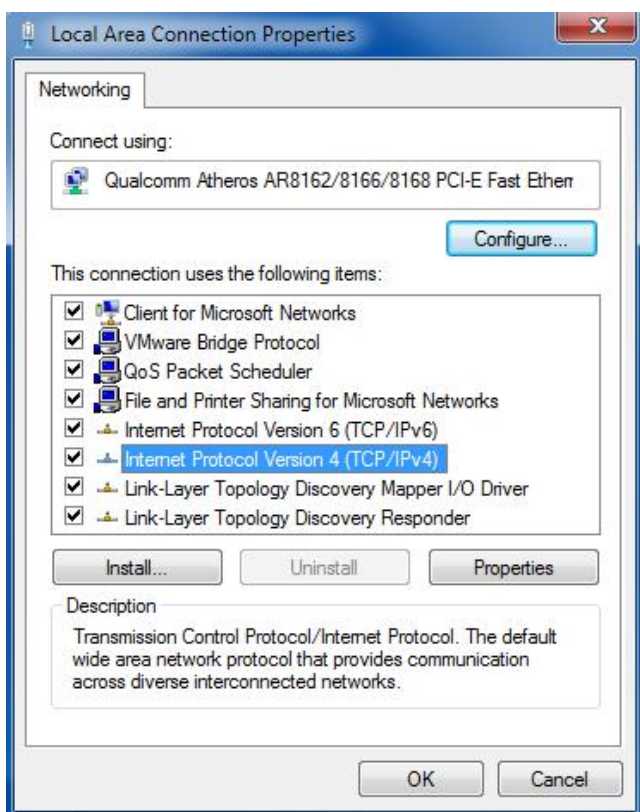 Local Area Connection Properties
Networking
Connect using:
Qualcomm Atheros AR8162/8166/8168 PCI-E Fast Ethern
Configure...
This connection uses the following items:
Client for Microsoft Networks
VMware Bridge Protocol
QoS Packet Scheduler
File and Printer Sharing for Microsoft Networks
Internet Protocol Version 6 (TCP/IPv6)
Internet Protocol Version 4 (TCP/IPv4)
Link-Layer Topology Discovery Mapper I/O Driver
Link-Layer Topology Discovery Responder
Install... Uninstall Properties
Description
Transmission Control Protocol/Internet Protocol. The default
wide area network protocol that provides communication
across diverse interconnected networks.
OK Cancel